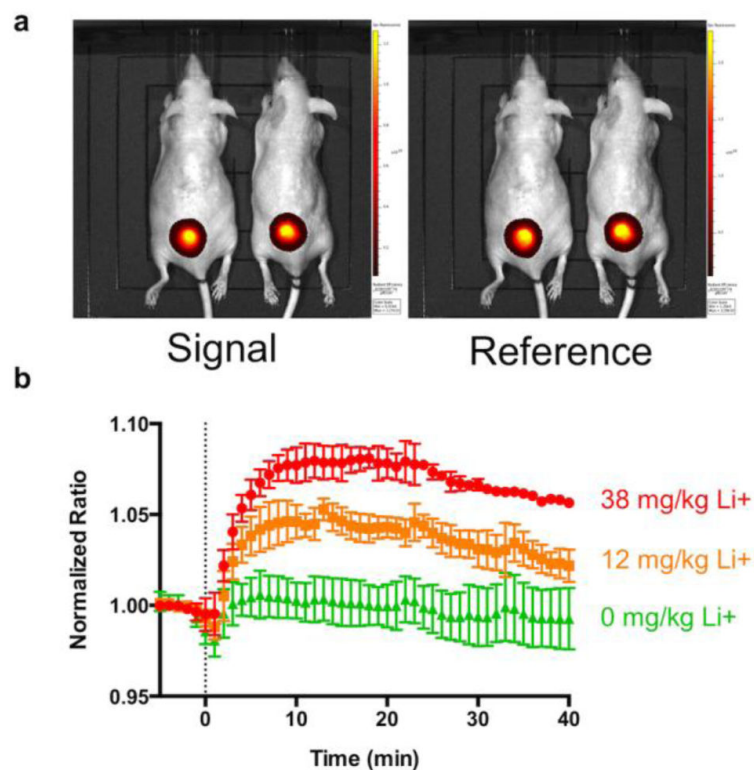 a
Signal
Reference
b
Normalized Ratio
1.10
1.05
1.00
0.95
38 mg/kg Li+
12 mg/kg Li+
0 mg/kg Li+
0
10
20
30
40
Time (min)